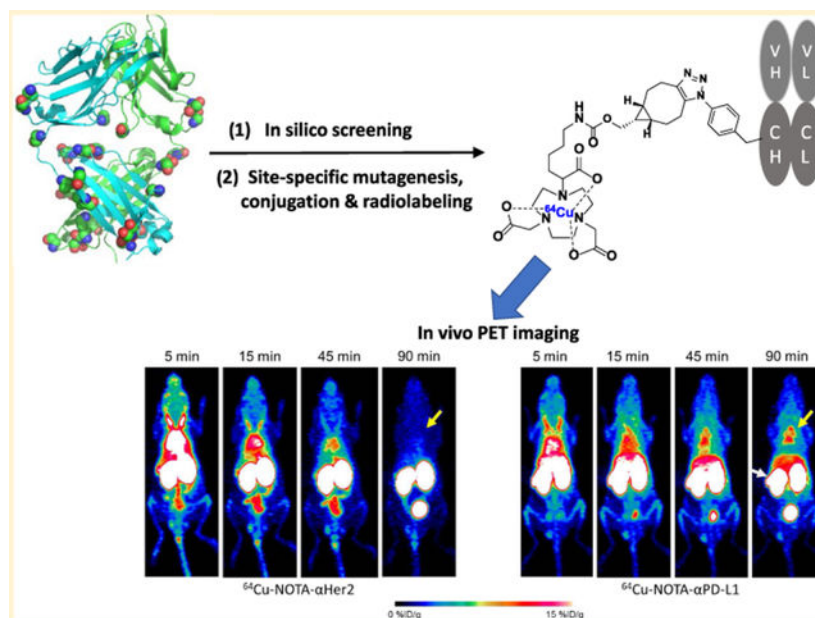 (1) In silico screening
(2) Site-specific mutagenesis,
conjugation & radiolabeling
H
N
O
O
H
H
N
N
N
V
H
V
L
C
H
C
L
O
O
N
64Cu
O
N
N
O
O
O
In vivo PET imaging
5 min 15 min 45 min 90 min
5 min 15 min 45 min 90 min
64Cu-NOTA-αHer2
64Cu-NOTA-αPD-L1
0 %ID/g 15 %ID/g